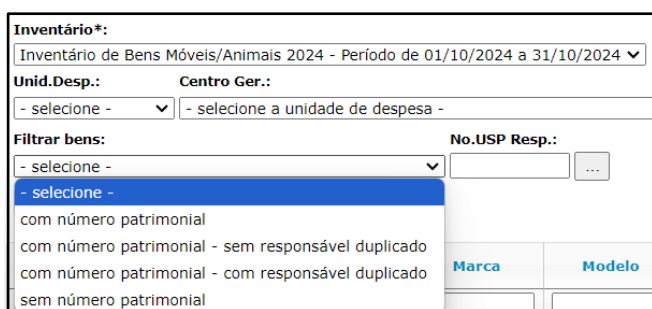 Inventário*:
Inventário de Bens Móveis/Animais 2024 - Período de 01/10/2024 a 31/10/2024
Unid.Desp.: Centro Ger.:
- selecione - - selecione a unidade de despesa -
Filtrar bens: No.USP Resp.:
- selecione - ...
- selecione -
com número patrimonial
com número patrimonial - sem responsável duplicado
com número patrimonial - com responsável duplicado
sem número patrimonial
Marca Modelo